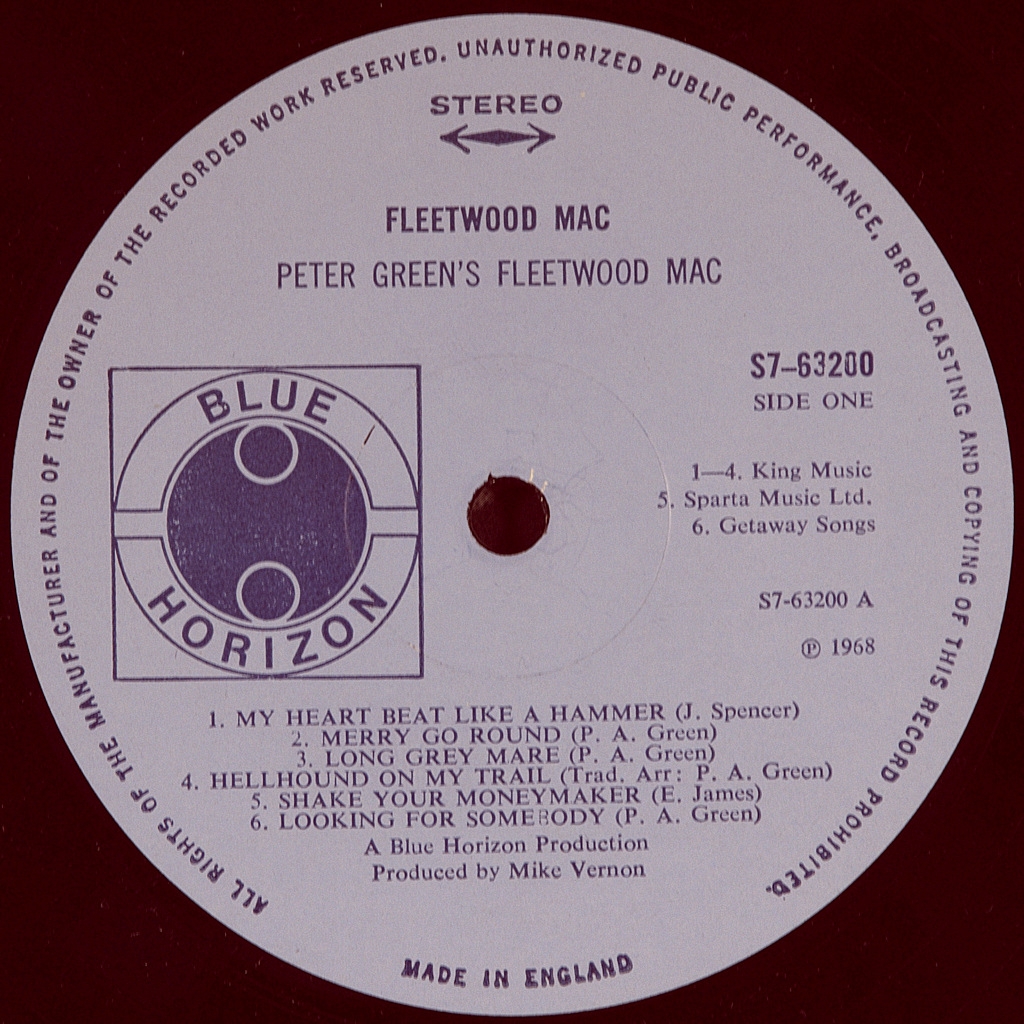 ALL RIGHTS OF THE MANUFACTURER AND OF THE OWNER OF THE RECORDED WORK RESERVED. UNAUTHORIZED PUBLIC PERFORMANCE, BROADCASTING AND COPYING OF THIS RECORD PROHIBITED.
STEREO
FLEETWOOD MAC
PETER GREEN'S FLEETWOOD MAC
S7-63200
SIDE ONE
BLUE
HORIZON
1—4. King Music
5. Sparta Music Ltd.
6. Getaway Songs
S7-63200 A
℗ 1968
1. MY HEART BEAT LIKE A HAMMER (J. Spencer)
2. MERRY GO ROUND (P. A. Green)
3. LONG GREY MARE (P. A. Green)
4. HELLHOUND ON MY TRAIL (Trad. Arr: P. A. Green)
5. SHAKE YOUR MONEYMAKER (E. James)
6. LOOKING FOR SOMEBODY (P. A. Green)
A Blue Horizon Production
Produced by Mike Vernon
MADE IN ENGLAND